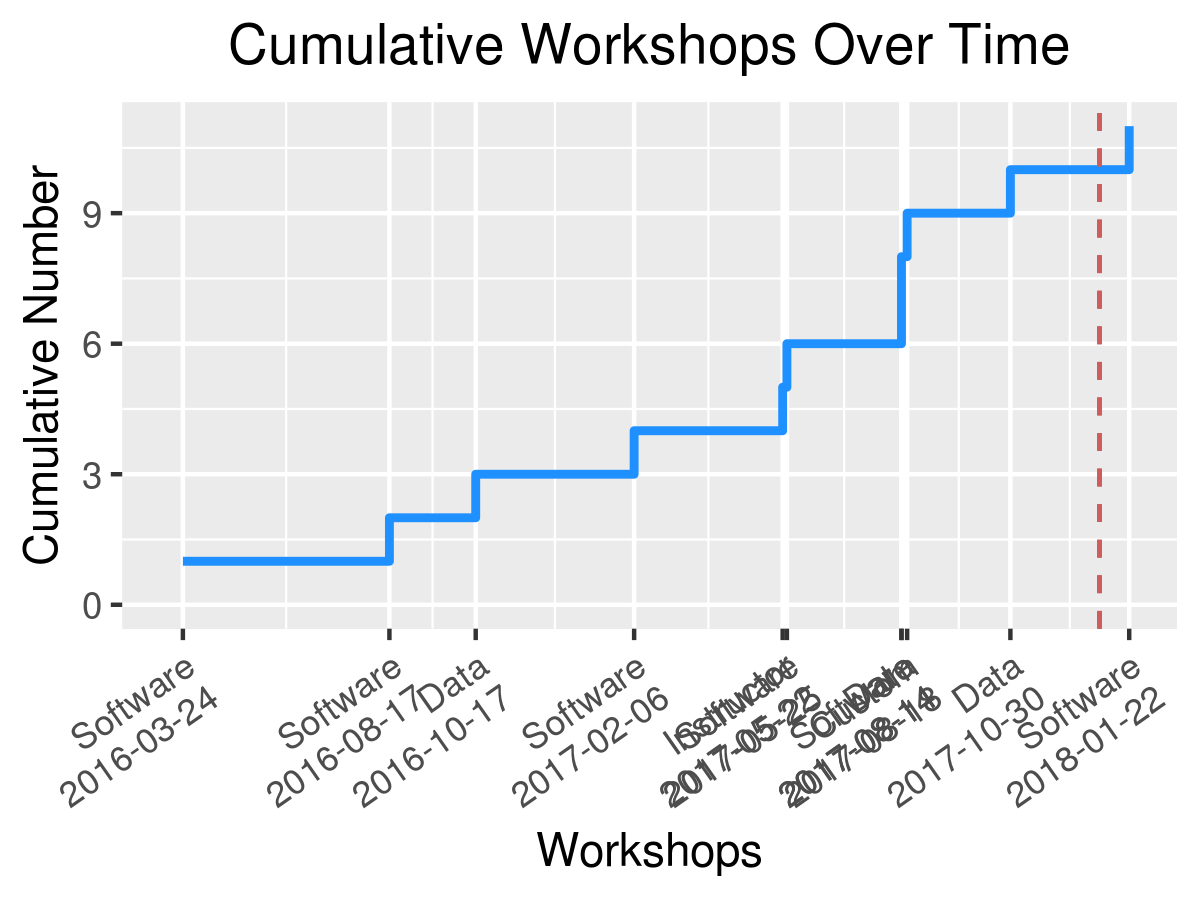 Cumulative Workshops Over Time
Cumulative Number
9
6
3
0
Software
2016-03-24
Software
2016-08-17
Data
2016-10-17
Software
2017-02-06
Data
2017-10-30
Software
2018-01-22
Workshops